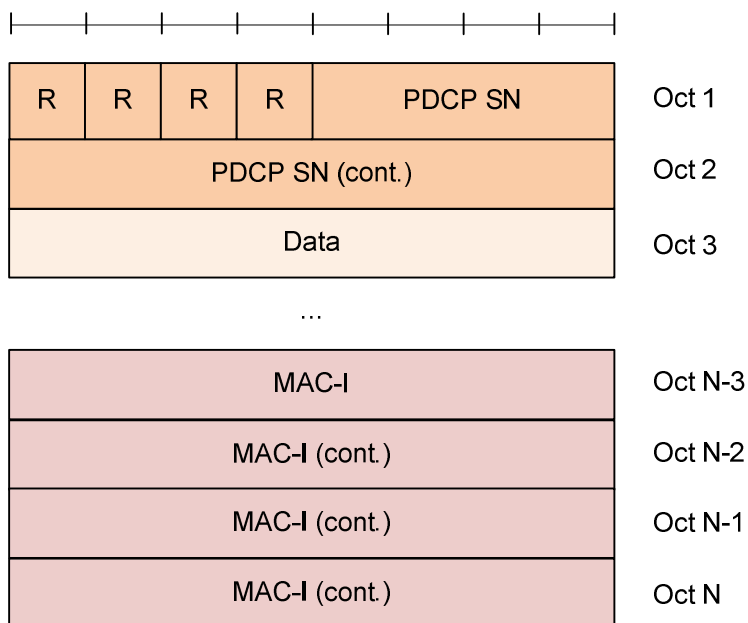 R R R R PDCP SN Oct 1
PDCP SN (cont.) Oct 2
Data Oct 3
...
MAC-I Oct N-3
MAC-I (cont.) Oct N-2
MAC-I (cont.) Oct N-1
MAC-I (cont.) Oct N